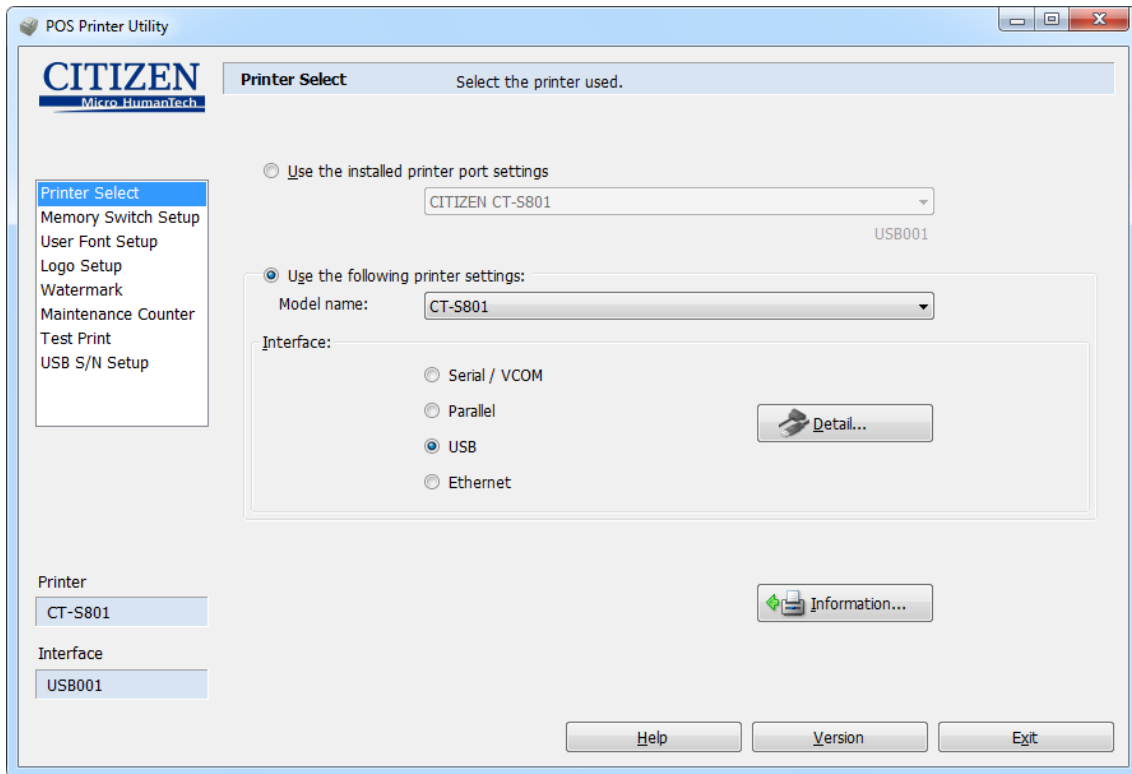 POS Printer Utility
CITIZEN
Micro HumanTech
Printer Select Select the printer used.
Printer Select
Memory Switch Setup
User Font Setup
Logo Setup
Watermark
Maintenance Counter
Test Print
USB S/N Setup
Use the installed printer port settings
CITIZEN CT-S801
USB001
Use the following printer settings:
Model name: CT-S801
Interface:
Serial / VCOM
Parallel
USB
Ethernet
Detail...
Information...
Printer
CT-S801
Interface
USB001
Help Version Exit